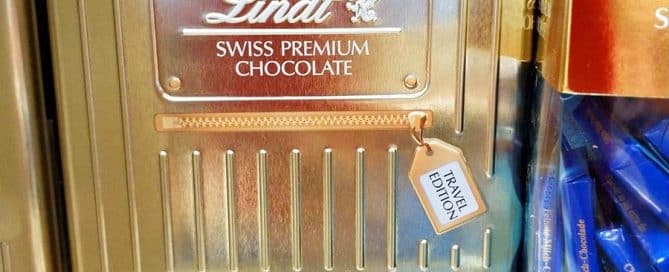 Lindt
SWISS PREMIUM
CHOCOLATE
TRAVEL
EDITION